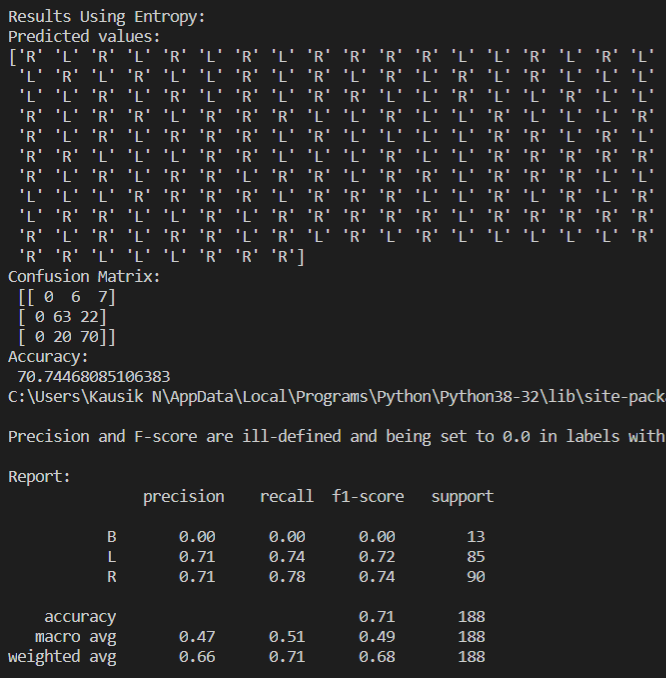 Results Using Entropy:
Predicted values:
['R' 'L' 'R' 'L' 'R' 'L' 'R' 'L' 'R' 'R' 'R' 'R' 'L' 'L' 'R' 'L' 'R' 'L'
'L' 'R' 'L' 'R' 'L' 'L' 'R' 'L' 'R' 'L' 'R' 'L' 'R' 'L' 'R' 'L' 'L' 'L'
'L' 'L' 'R' 'L' 'R' 'L' 'R' 'L' 'R' 'R' 'L' 'L' 'R' 'L' 'L' 'R' 'L' 'L'
'R' 'L' 'R' 'L' 'R' 'R' 'L' 'R' 'L' 'L' 'R' 'L' 'R' 'R' 'L' 'L' 'L' 'R'
'R' 'L' 'R' 'L' 'R' 'R' 'R' 'L' 'L' 'L' 'L' 'L' 'L' 'R' 'R' 'L' 'R' 'L'
'R' 'R' 'L' 'L' 'L' 'R' 'R' 'L' 'L' 'L' 'R' 'L' 'L' 'R' 'R' 'R' 'R' 'R'
'R' 'L' 'R' 'L' 'R' 'R' 'L' 'R' 'R' 'L' 'L' 'R' 'L' 'R' 'R' 'R' 'L' 'L'
'L' 'L' 'L' 'R' 'R' 'R' 'R' 'L' 'R' 'R' 'R' 'L' 'L' 'R' 'L' 'R' 'L' 'R'
'L' 'R' 'R' 'L' 'L' 'L' 'R' 'L' 'R' 'R' 'R' 'R' 'L' 'R' 'L' 'R' 'R' 'R'
'R' 'L' 'R' 'L' 'R' 'R' 'L' 'R' 'L' 'R' 'L' 'R' 'L' 'L' 'L' 'L' 'L' 'R'
'R' 'R' 'L' 'L' 'L' 'R' 'R' 'R']
Confusion Matrix:
[[ 0 6 7]
[ 0 63 22]
[ 0 20 70]]
Accuracy:
70.74468085106383
C:\Users\Kausik N\AppData\Local\Programs\Python\Python38-32\lib\site-pack
Precision and F-score are ill-defined and being set to 0.0 in labels with
Report:
precision recall f1-score support
B 0.00 0.00 0.00 13
L 0.71 0.74 0.72 85
R 0.71 0.78 0.74 90
accuracy 0.71 188
macro avg 0.47 0.51 0.49 188
weighted avg 0.66 0.71 0.68 188